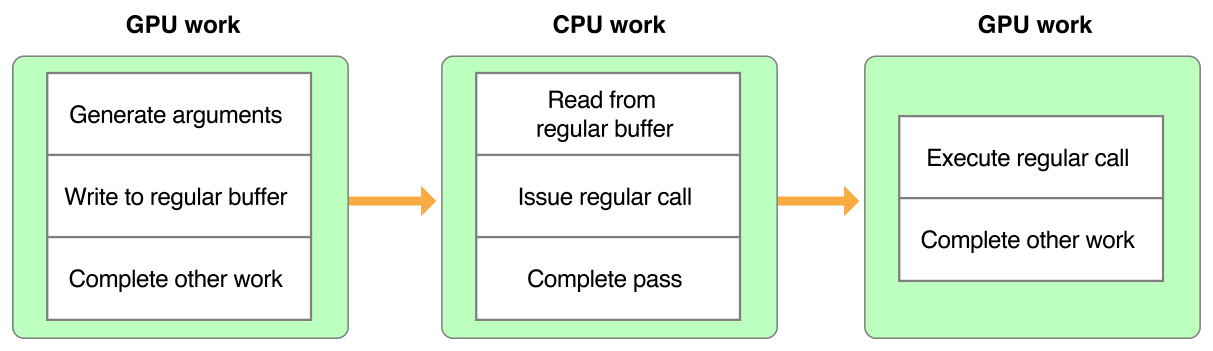 GPU work
Generate arguments
Write to regular buffer
Complete other work
CPU work
Read from
regular buffer
Issue regular call
Complete pass
GPU work
Execute regular call
Complete other work